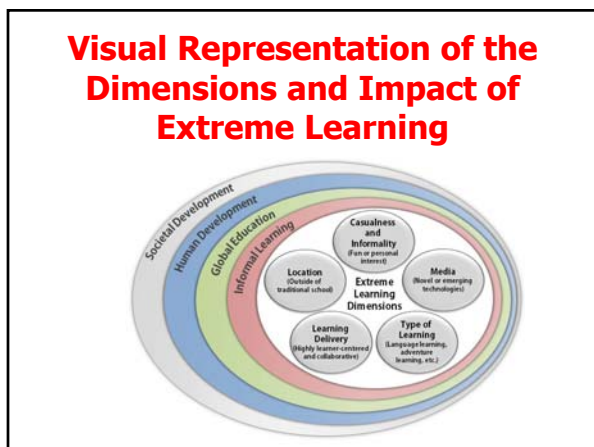 Visual Representation of the
Dimensions and Impact of
Extreme Learning
Societal Development
Human Development
Global Education
Informal Learning
Casualness
and
Informality
(Fun or personal
interest)
Location
(Outside of
traditional school)
Media
(Novel or emerging
technologies)
Extreme
Learning
Dimensions
Learning
Delivery
(Highly learner-centered
and collaborative)
Type of
Learning
(Language learning,
adventure
learning, etc.)